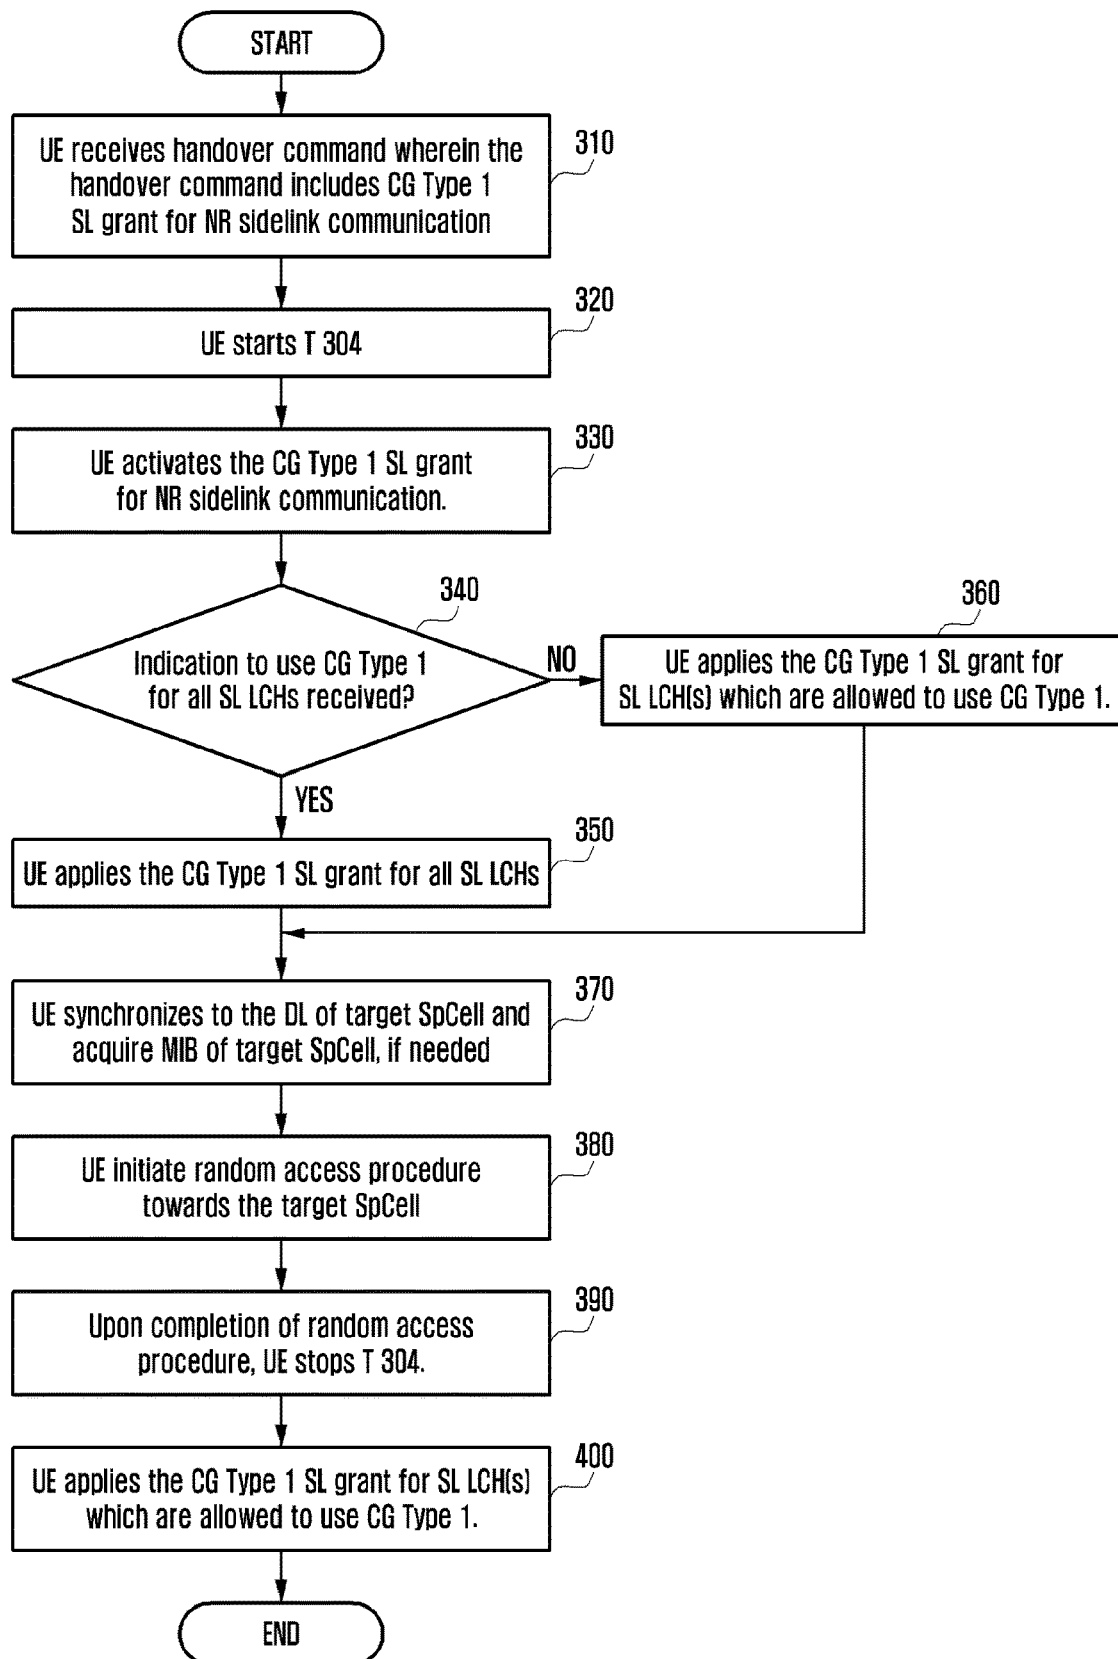 START
310
UE receives handover command wherein the
handover command includes CG Type 1
SL grant for NR sidelink communication
320
UE starts T 304
330
UE activates the CG Type 1 SL grant
for NR sidelink communication.
340
Indication to use CG Type 1
for all SL LCHs received?
NO
360
UE applies the CG Type 1 SL grant for
SL LCH(s) which are allowed to use CG Type 1.
YES
350
UE applies the CG Type 1 SL grant for all SL LCHs
370
UE synchronizes to the DL of target SpCell and
acquire MIB of target SpCell, if needed
380
UE initiate random access procedure
towards the target SpCell
390
Upon completion of random access
procedure, UE stops T 304.
400
UE applies the CG Type 1 SL grant for SL LCH(s)
which are allowed to use CG Type 1.
END